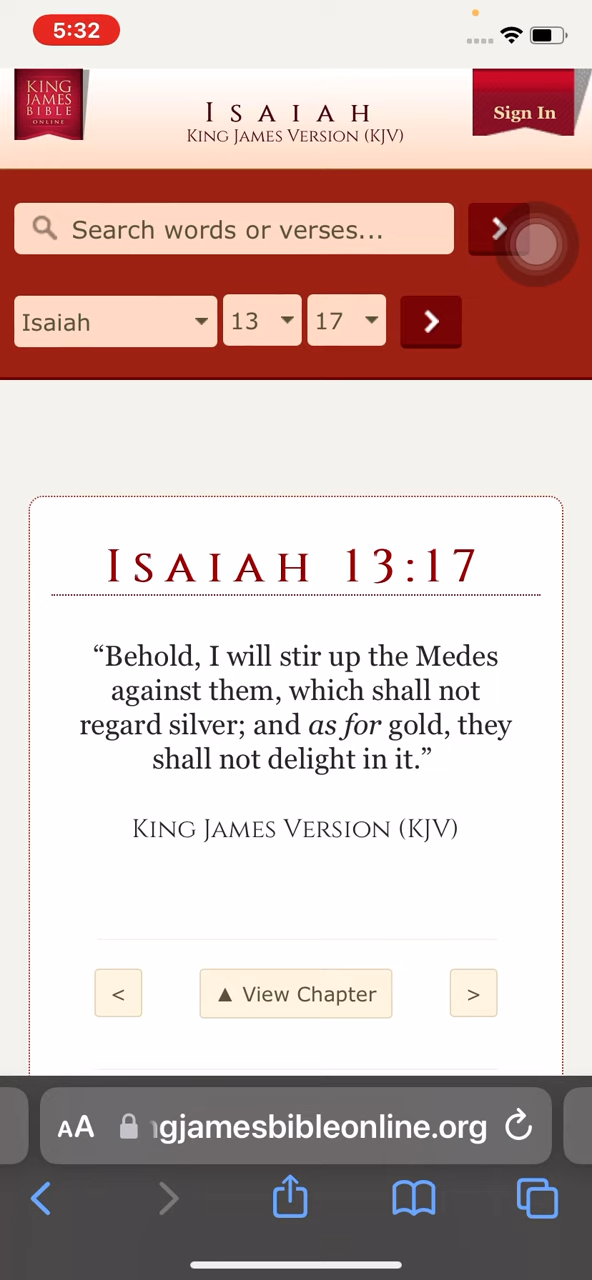 5:32
KING
JAMES
BIBLE
ONLINE
ISAIAH
KING JAMES VERSION (KJV)
Sign In
Search words or verses...
Isaiah
13
17
ISAIAH 13:17
“Behold, I will stir up the Medes
against them, which shall not
regard silver; and as for gold, they
shall not delight in it.”
KING JAMES VERSION (KJV)
<
▲ View Chapter
>
AA
ngjamesbibleonline.org